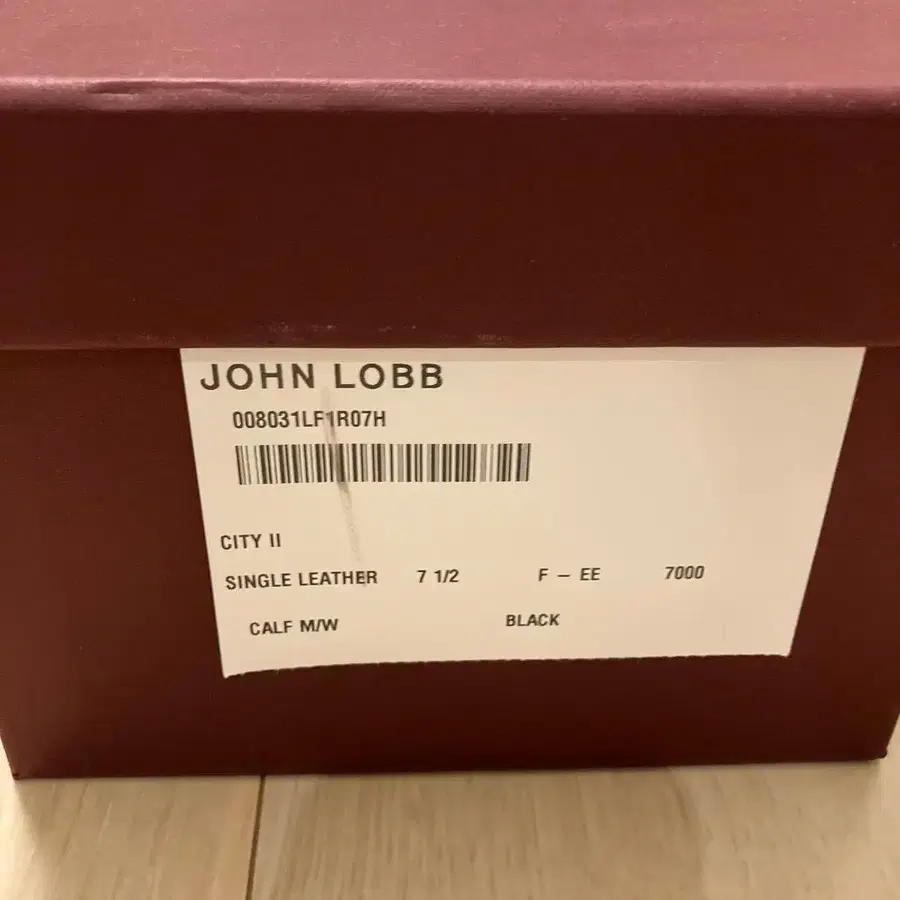 JOHN LOBB
008031LF1R07H
CITY II
SINGLE LEATHER 7 1/2 F – EE 7000
CALF M/W BLACK